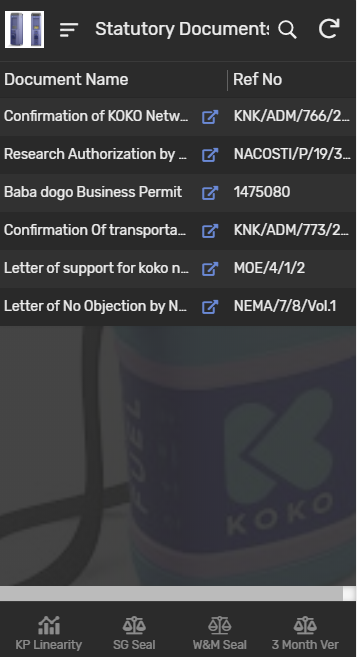 Statutory Documents
Document Name Ref No
Confirmation of KOKO Netw... KNK/ADM/766/2...
Research Authorization by ... NACOSTI/P/19/3...
Baba dogo Business Permit 1475080
Confirmation Of transporta... KNK/ADM/773/2...
Letter of support for koko n... MOE/4/1/2
Letter of No Objection by N... NEMA/7/8/Vol.1
FUEL
KOKO
KP Linearity SG Seal W&M Seal 3 Month Ver